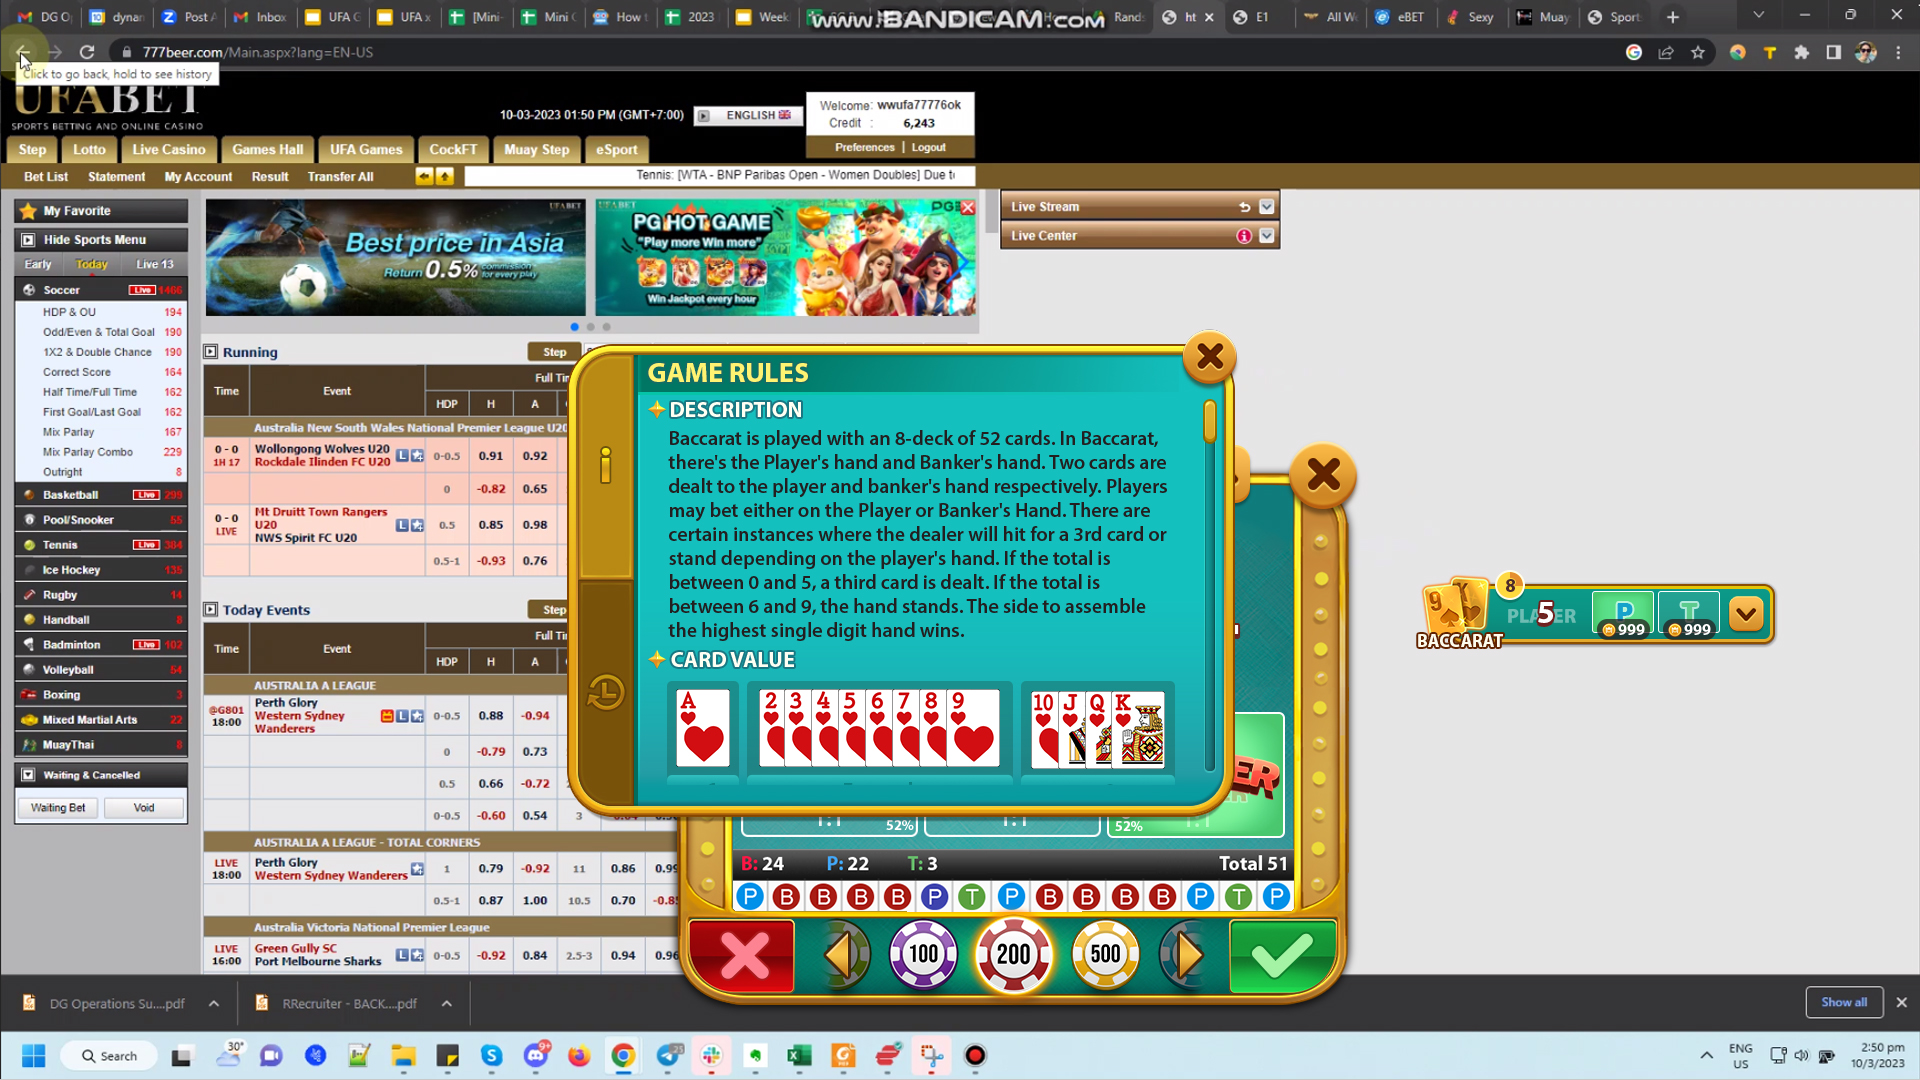 DG O
dynar
Post A
Inbox
UFA G
UFA x
[Mini-
Mini G
How t
2023
Week
www.BANDICAM.com
Rands
ht
E1
All W
eBET
Sexy
Muay
Sport
777beer.com/Main.aspx?lang=EN-US
Click to go back, hold to see history
UFABET
SPORTS BETTING AND ONLINE CASINO
10-03-2023 01:50 PM (GMT+7:00)
ENGLISH
Welcome: wwufa77776ok
Credit : 6,243
Preferences | Logout
Step Lotto Live Casino Games Hall UFA Games CockFT Muay Step eSport
Bet List Statement My Account Result Transfer All
Tennis: [WTA - BNP Paribas Open - Women Doubles] Due to
My Favorite
Hide Sports Menu
Early Today Live 13
Soccer Live 1466
HDP & OU 194
Odd/Even & Total Goal 190
1X2 & Double Chance 190
Correct Score 164
Half Time/Full Time 162
First Goal/Last Goal 162
Mix Parlay 167
Mix Parlay Combo 229
Outright 8
Basketball Live 299
Pool/Snooker 55
Tennis Live 384
Ice Hockey 135
Rugby 14
Handball 8
Badminton Live 102
Volleyball 54
Boxing 3
Mixed Martial Arts 22
MuayThai 8
Waiting & Cancelled
Waiting Bet Void
UFABET
Best price in Asia
Return 0.5% commission for every play
UFABET
PG HOT GAME
"Play more Win more"
Win Jackpot every hour
Live Stream
Live Center
Running Step
Time Event Full Tim
HDP H A
Australia New South Wales National Premier League U20
0 - 0 Wollongong Wolves U20 L 0-0.5 0.91 0.92
1H 17 Rockdale Ilinden FC U20
0 -0.82 0.65
0 - 0 Mt Druitt Town Rangers U20 L 0.5 0.85 0.98
LIVE NWS Spirit FC U20
0.5-1 -0.93 0.76
Today Events Step
Time Event Full Tim
HDP H A
AUSTRALIA A LEAGUE
@G801 Perth Glory L 0-0.5 0.88 -0.94
18:00 Western Sydney Wanderers
0 -0.79 0.73
0.5 0.66 -0.72
0-0.5 -0.60 0.54 3
AUSTRALIA A LEAGUE - TOTAL CORNERS
LIVE Perth Glory 1 0.79 -0.92 11 0.86 0.99
18:00 Western Sydney Wanderers
0.5-1 0.87 1.00 10.5 0.70 -0.85
Australia Victoria National Premier League
LIVE Green Gully SC L 0-0.5 -0.92 0.84 2.5-3 0.94 0.96
16:00 Port Melbourne Sharks
GAME RULES
DESCRIPTION
Baccarat is played with an 8-deck of 52 cards. In Baccarat,
there's the Player's hand and Banker's hand. Two cards are
dealt to the player and banker's hand respectively. Players
may bet either on the Player or Banker's Hand. There are
certain instances where the dealer will hit for a 3rd card or
stand depending on the player's hand. If the total is
between 0 and 5, a third card is dealt. If the total is
between 6 and 9, the hand stands. The side to assemble
the highest single digit hand wins.
CARD VALUE
A 2 3 4 5 6 7 8 9 10 J Q K
1:1 52% 1:1 52% 1:1
B: 24 P: 22 T: 3 Total 51
P B B B B P T P B B B B P T P
100 200 500
9 K 8
BACCARAT
PLAYER 5
P 999
T 999
DG Operations Su....pdf
RRecruiter - BACK....pdf
Show all
30°
Search
9+
25
ENG
US
2:50 pm
10/3/2023